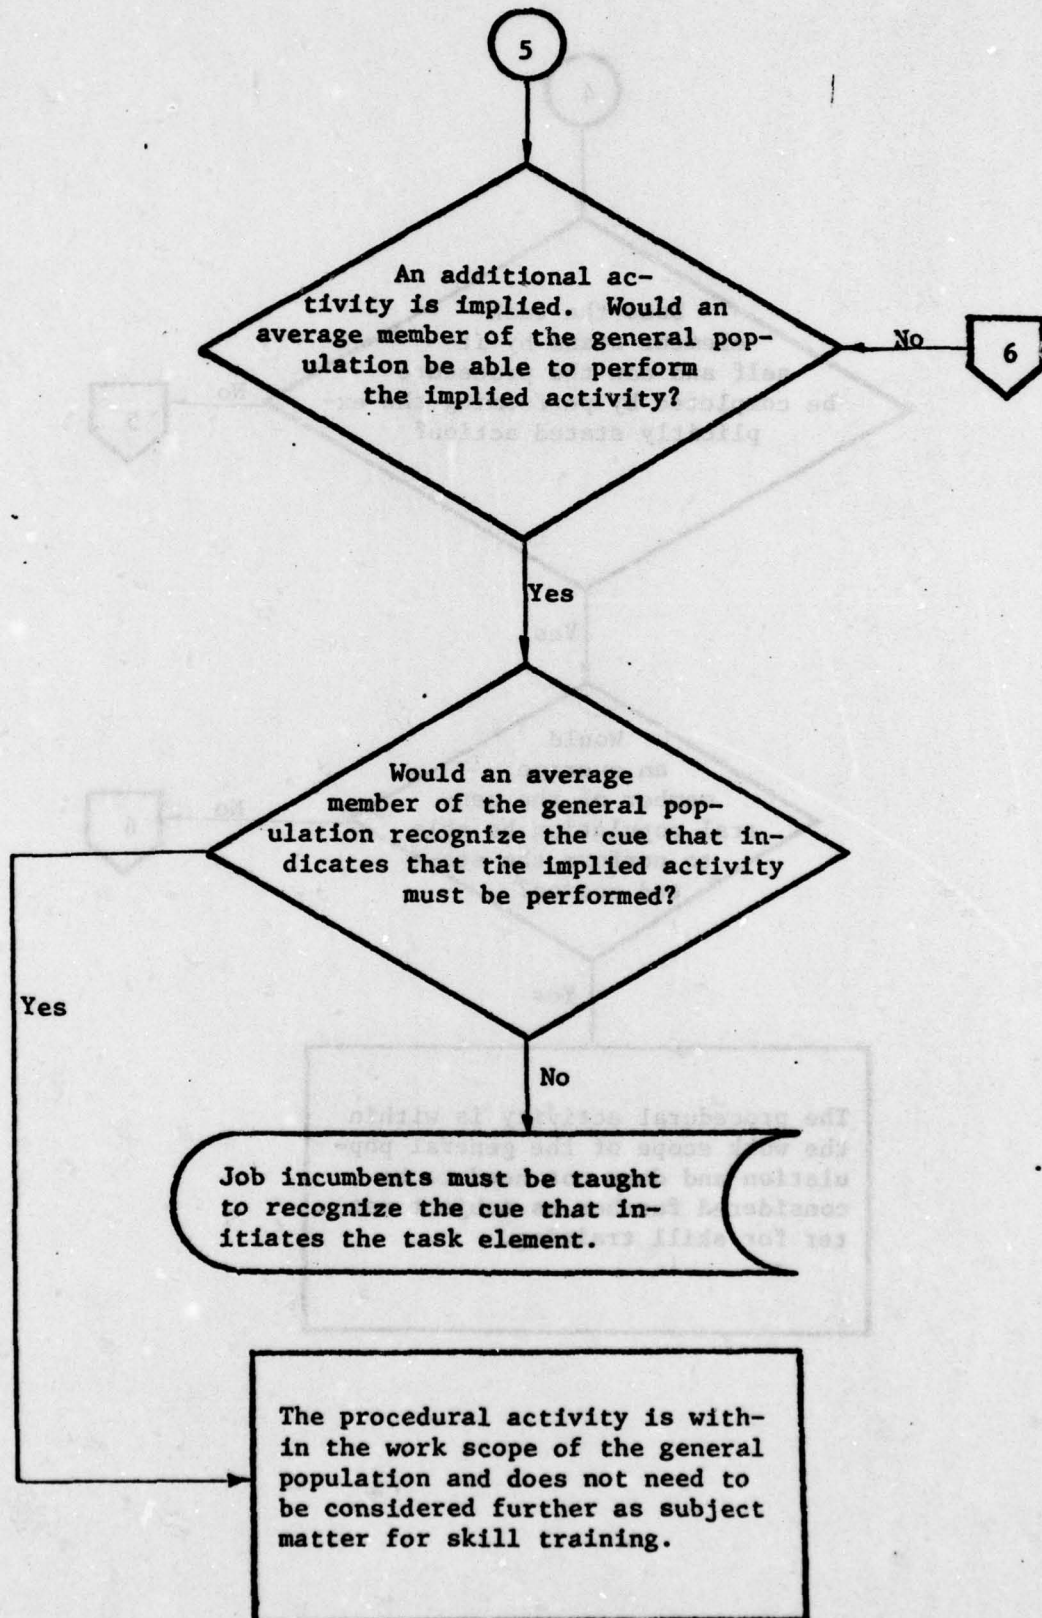 5
An additional ac-
tivity is implied. Would an
average member of the general pop-
ulation be able to perform
the implied activity?
No
6
Yes
Would an average
member of the general pop-
ulation recognize the cue that in-
dicates that the implied activity
must be performed?
Yes
No
Job incumbents must be taught
to recognize the cue that in-
itiates the task element.
The procedural activity is with-
in the work scope of the general
population and does not need to
be considered further as subject
matter for skill training.